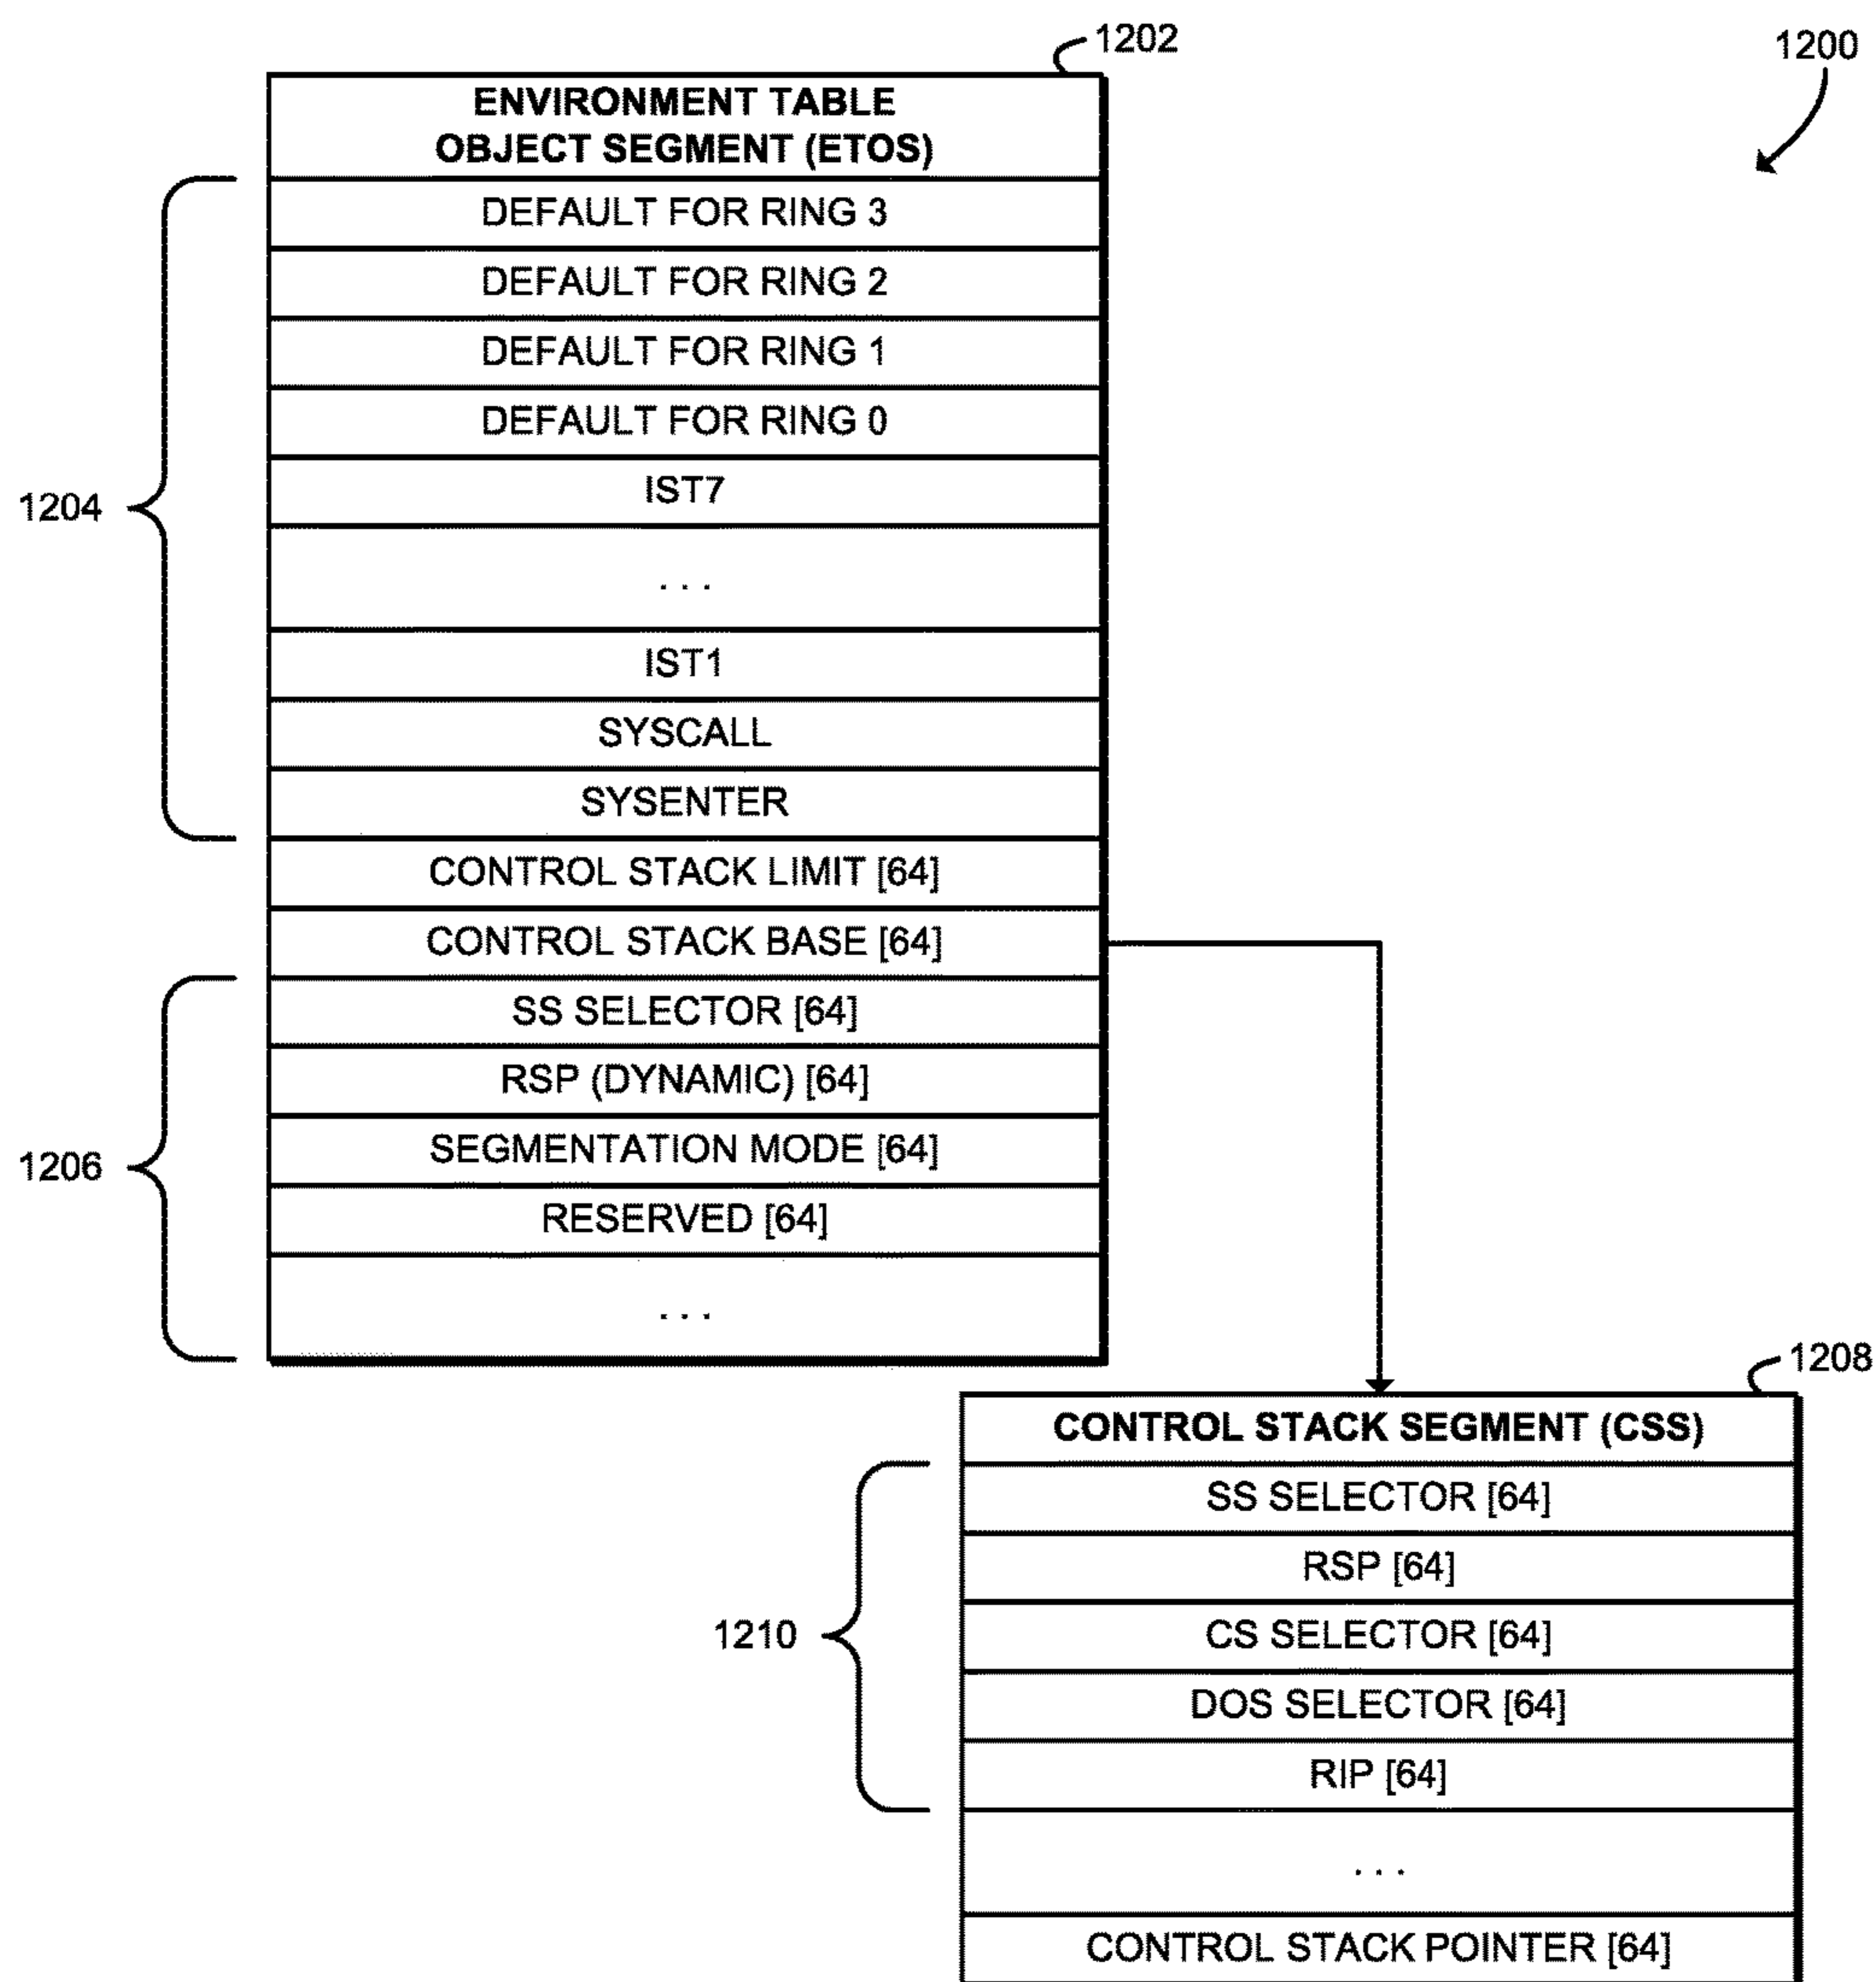 1202
1200
ENVIRONMENT TABLE
OBJECT SEGMENT (ETOS)
DEFAULT FOR RING 3
DEFAULT FOR RING 2
DEFAULT FOR RING 1
DEFAULT FOR RING 0
IST7
1204
. . .
IST1
SYSCALL
SYSENTER
CONTROL STACK LIMIT [64]
CONTROL STACK BASE [64]
SS SELECTOR [64]
RSP (DYNAMIC) [64]
SEGMENTATION MODE [64]
1206
RESERVED [64]
. . .
1208
CONTROL STACK SEGMENT (CSS)
SS SELECTOR [64]
RSP [64]
1210
CS SELECTOR [64]
DOS SELECTOR [64]
RIP [64]
. . .
CONTROL STACK POINTER [64]